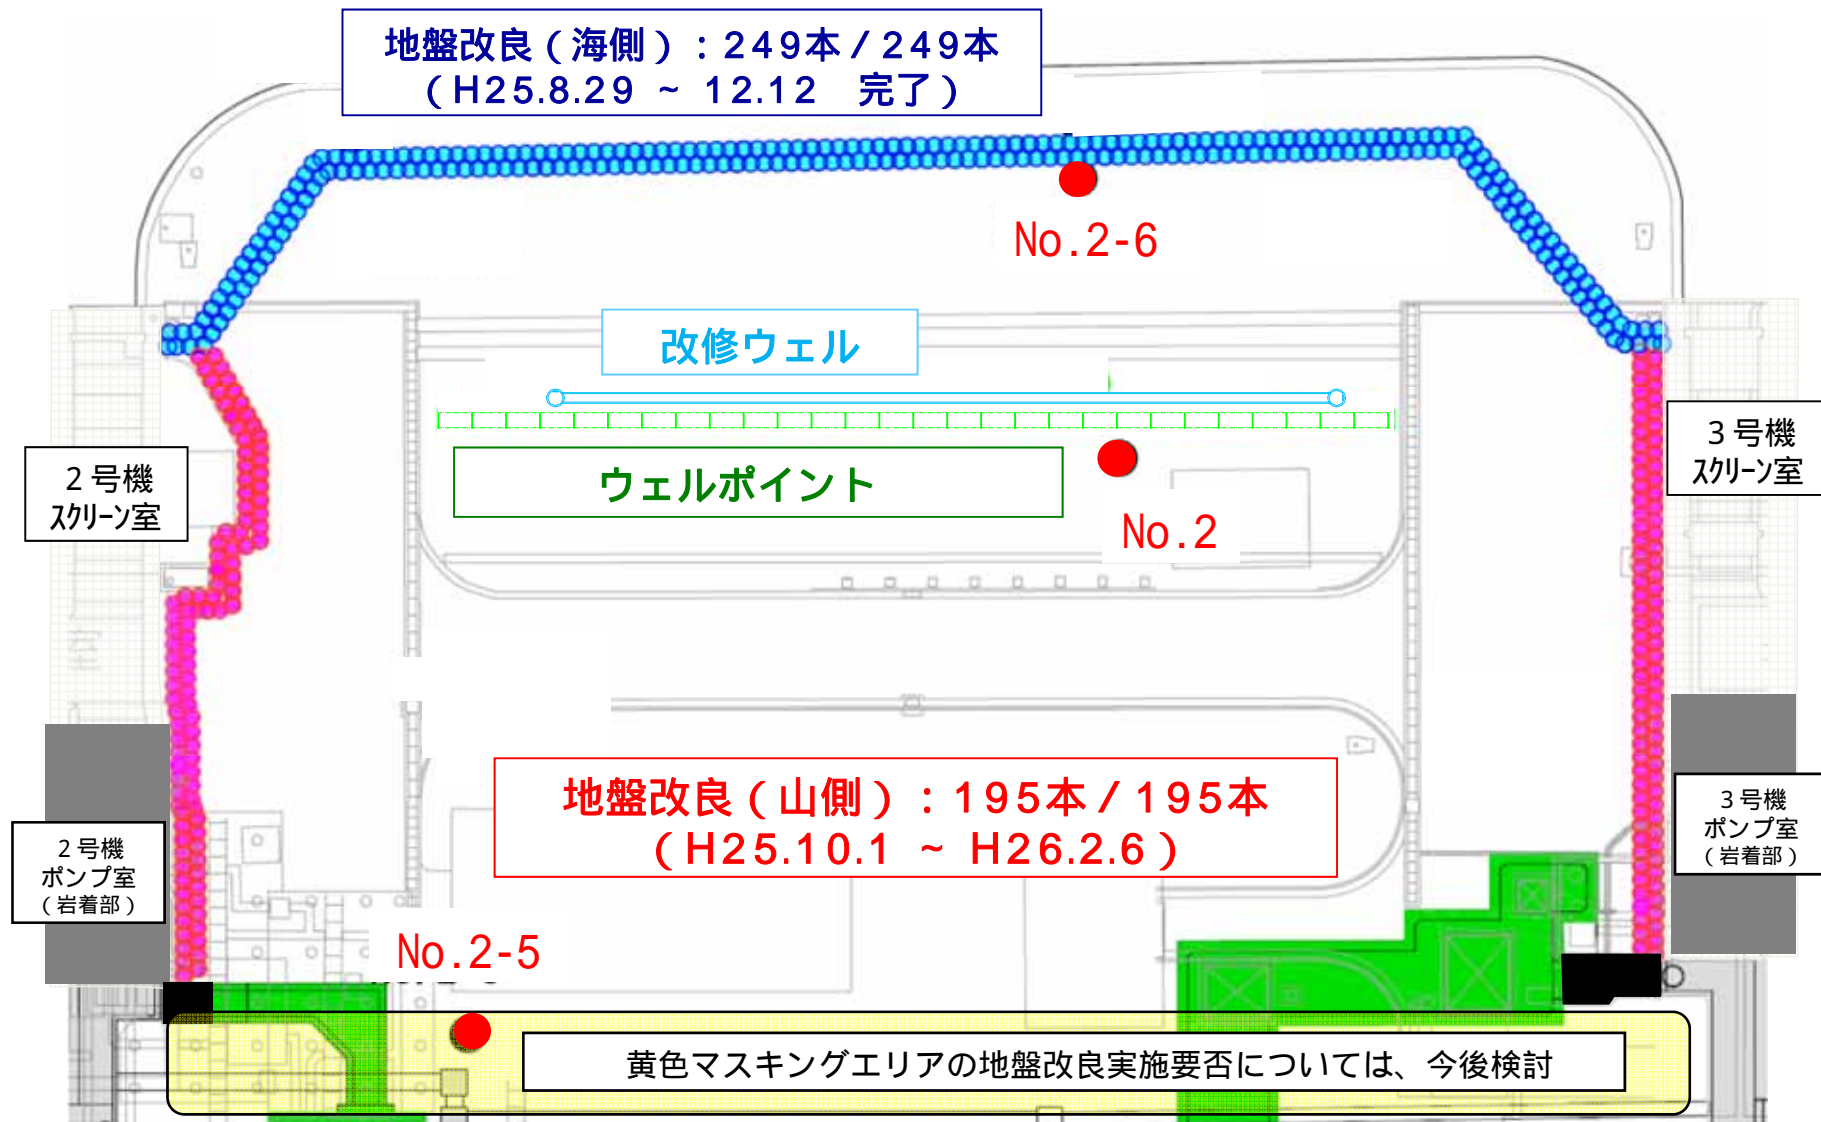 地盤改良（海側）：249本／249本
（H25.8.29 ～ 12.12　完了）
No.2-6
改修ウェル
ウェルポイント
No.2
２号機
スクリーン室
３号機
スクリーン室
地盤改良（山側）：195本／195本
（H25.10.1 ～ H26.2.6）
２号機
ポンプ室
（岩着部）
３号機
ポンプ室
（岩着部）
No.2-5
黄色マスキングエリアの地盤改良実施要否については、今後検討